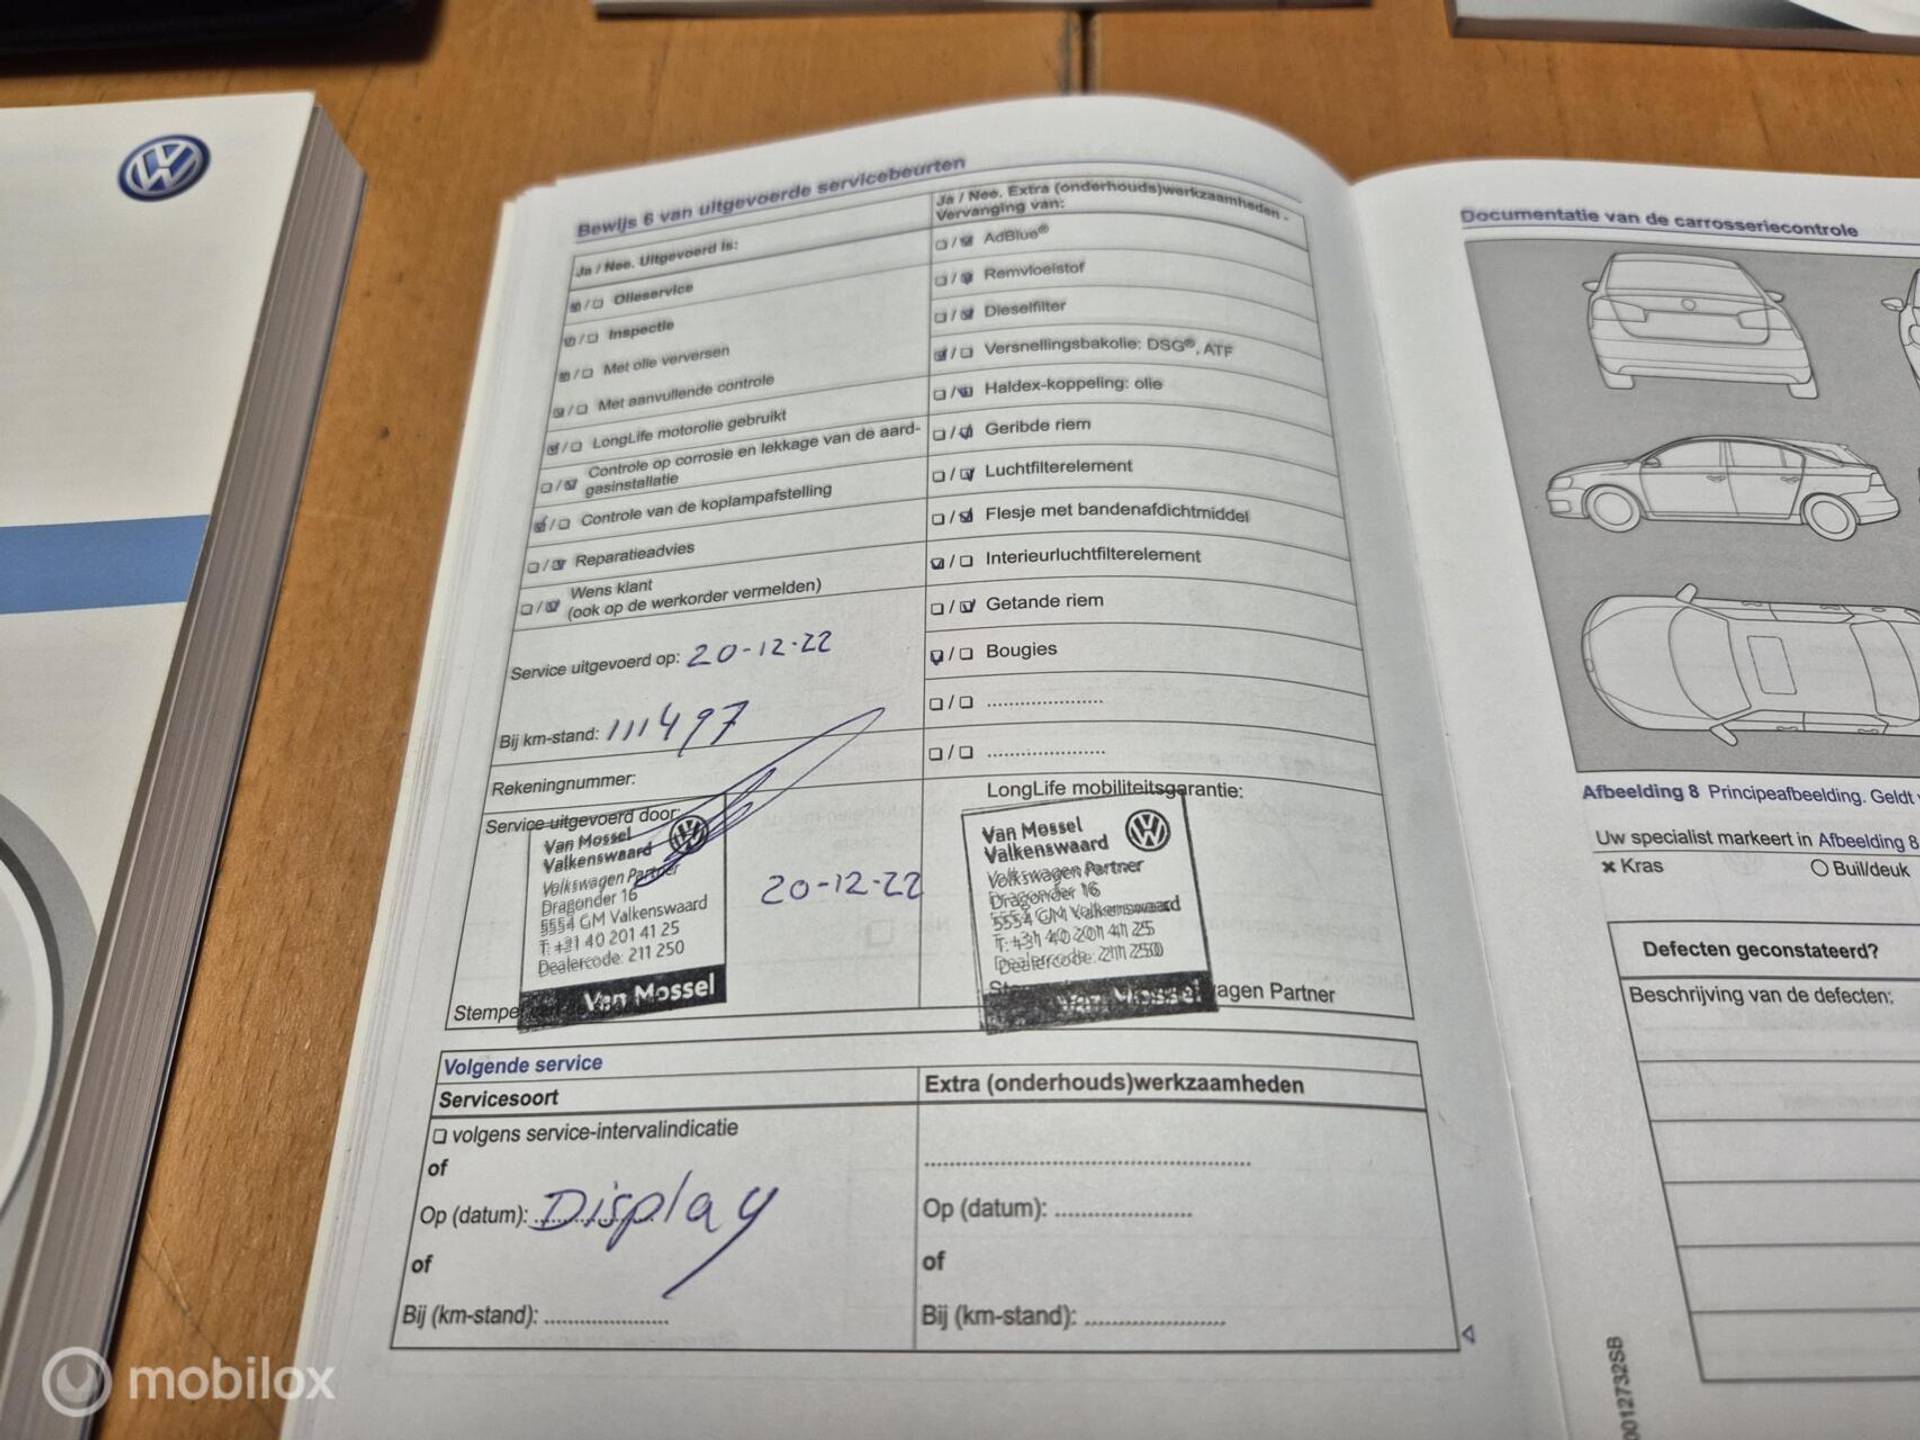 Bewijs 6 van uitgevoerde servicebeurten
Ja / Nee. Uitgevoerd is:
Olieservice
Inspectie
Met olie verversen
Met aanvullende controle
LongLife motorolie gebruikt
Controle op corrosie en lekkage van de aard-
gasinstallatie
Controle van de koplampafstelling
Reparatieadvies
Wens klant
(ook op de werkorder vermelden)
Service uitgevoerd op: 20-12-22
Bij km-stand: 111497
Rekeningnummer:
Service uitgevoerd door:
Van Mossel
Valkenswaard
Volkswagen Partner
Dragonder 16
5554 GM Valkenswaard
T: +31 40 201 41 25
Dealercode: 211 250
Van Mossel
Stempel
20-12-22
Ja / Nee. Extra (onderhouds)werkzaamheden -
Vervanging van:
AdBlue®
Remvloeistof
Dieselfilter
Versnellingsbakolie: DSG®, ATF
Haldex-koppeling: olie
Geribde riem
Luchtfilterelement
Flesje met bandenafdichtmiddel
Interieurluchtfilterelement
Getande riem
Bougies
LongLife mobiliteitsgarantie:
Van Mossel
Valkenswaard
Volkswagen Partner
Dragonder 16
5554 GM Valkenswaard
T: +31 40 201 41 25
Dealercode: 211 250
Van Mossel
wagen Partner
Volgende service
Servicesoort
volgens service-intervalindicatie
of
Op (datum): Display
of
Bij (km-stand):
Extra (onderhouds)werkzaamheden
Op (datum):
of
Bij (km-stand):
Documentatie van de carrosseriecontrole
Afbeelding 8 Principeafbeelding. Geldt
Uw specialist markeert in Afbeelding 8
Kras
Buil/deuk
Defecten geconstateerd?
Beschrijving van de defecten:
0012732SB
mobilox